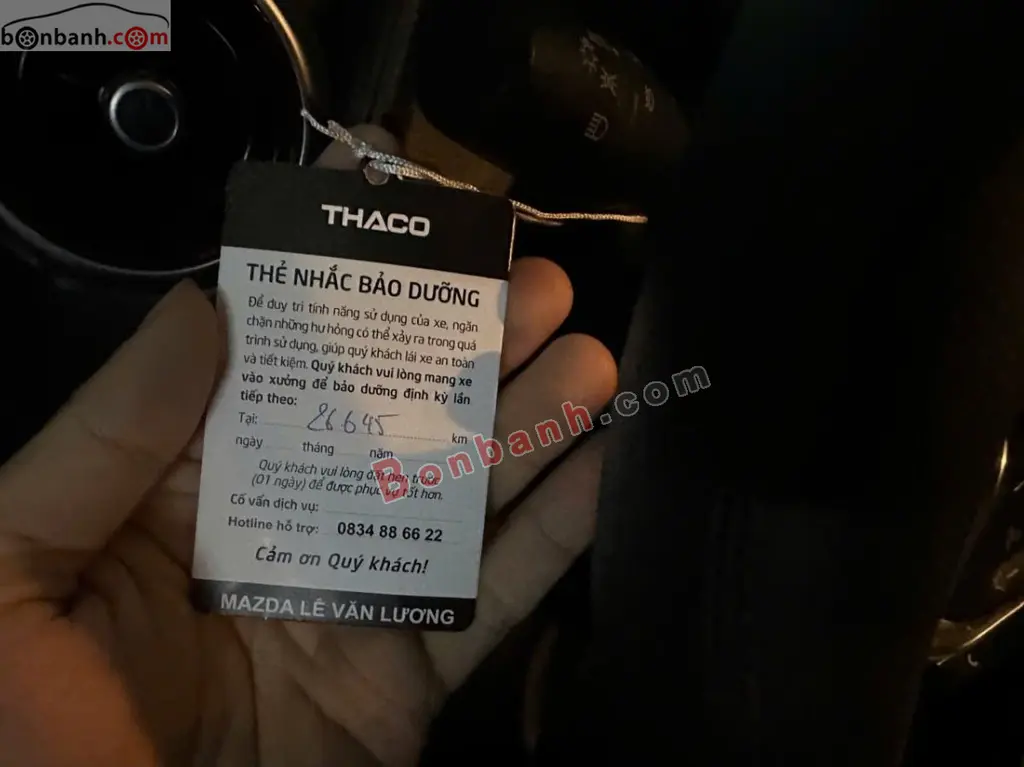 bonbanh.com
THACO
THẺ NHẮC BẢO DƯỠNG
Để duy trì tính năng sử dụng của xe, ngăn
chặn những hư hỏng có thể xảy ra trong quá
trình sử dụng, giúp quý khách lái xe an toàn
và tiết kiệm. Quý khách vui lòng mang xe
vào xưởng để bảo dưỡng định kỳ lần
tiếp theo:
Tại: 26645 km
ngày tháng năm
Quý khách vui lòng đặt hẹn trước
(01 ngày) để được phục vụ tốt hơn.
Cố vấn dịch vụ:
Hotline hỗ trợ: 0834 88 66 22
Cảm ơn Quý khách!
MAZDA LÊ VĂN LƯƠNG
Bonbanh.com